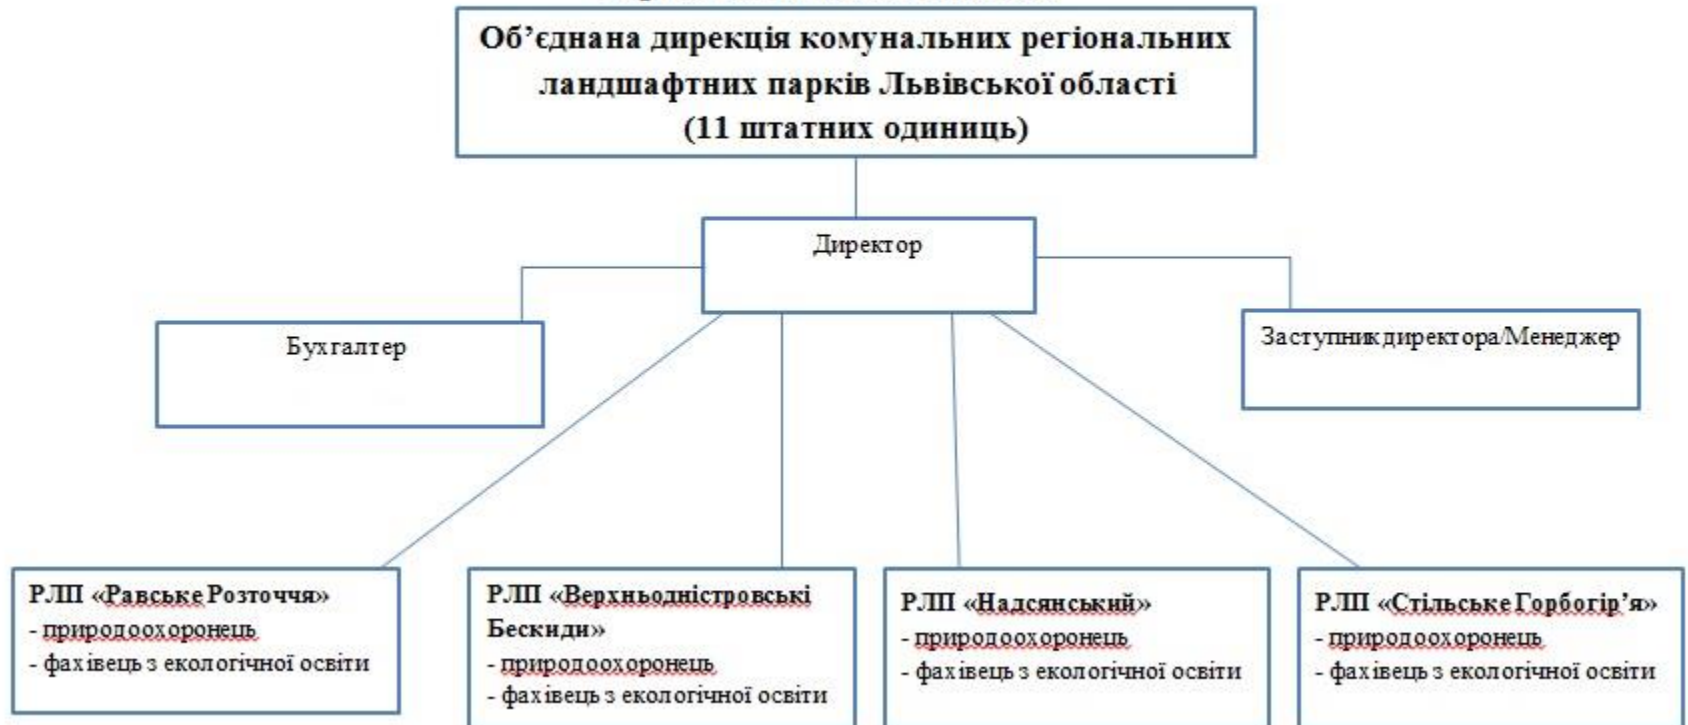 Об’єднана дирекція комунальних регіональних
ландшафтних парків Львівської області
(11 штатних одиниць)
Директор
Бухгалтер
Заступник директора/Менеджер
РЛП «Равське Розточчя»
- природоохоронець
- фахівець з екологічної освіти
РЛП «Верхньодністровські
Бескиди»
- природоохоронець
- фахівець з екологічної освіти
РЛП «Надсянський»
- природоохоронець
- фахівець з екологічної освіти
РЛП «Стільське Горбогір’я»
- природоохоронець
- фахівець з екологічної освіти